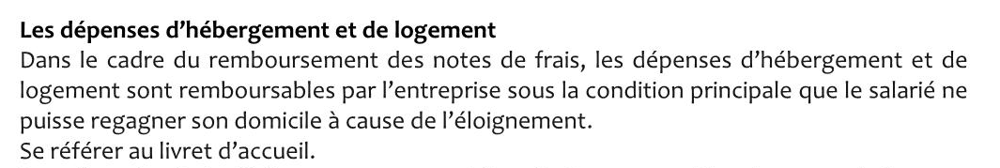 Les dépenses d’hébergement et de logement
Dans le cadre du remboursement des notes de frais, les dépenses d’hébergement et de
logement sont remboursables par l’entreprise sous la condition principale que le salarié ne
puisse regagner son domicile à cause de l’éloignement.
Se référer au livret d’accueil.